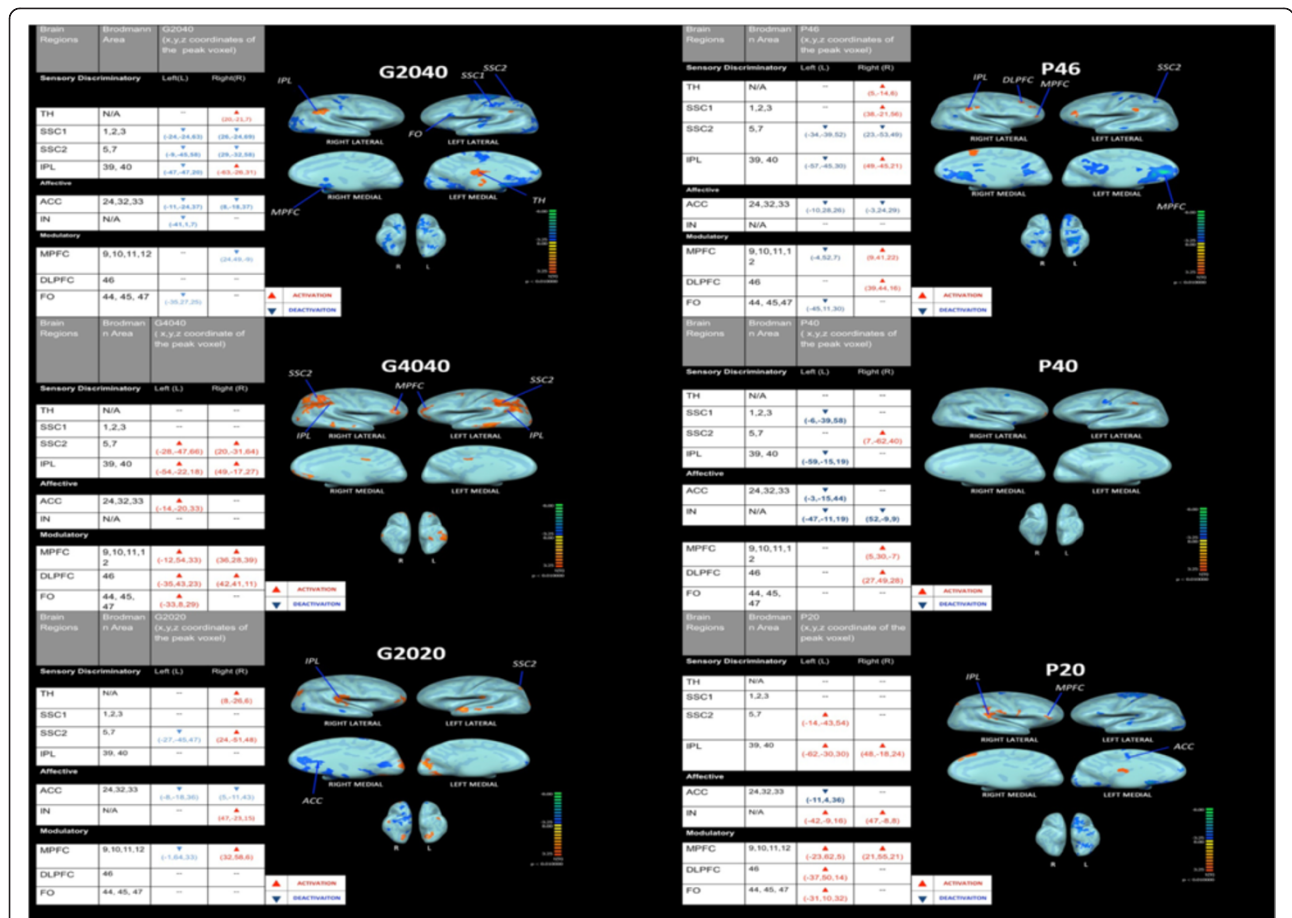 Brain Regions Brodmann Area G2040 (x,y,z coordinates of the peak voxel)
Sensory Discriminatory Left(L) Right(R)
TH N/A -- ▲ (20,-21,7)
SSC1 1,2,3 ▼ (-24,-24,63) ▼ (28,-24,69)
SSC2 5,7 ▼ (-9,-45,56) ▼ (29,-32,58)
IPL 39, 40 ▼ (-47,-47,26) ▲ (-63,-26,31)
Affective
ACC 24,32,33 ▼ (-11,-24,37) ▼ (8,-18,37)
IN N/A ▼ (-41,1,7) --
Modulatory
MPFC 9,10,11,12 -- ▼ (24,49,-9)
DLPFC 46 -- --
FO 44, 45, 47 ▼ (-35,27,25) --
G2040
IPL
SSC1
SSC2
FO
RIGHT LATERAL
LEFT LATERAL
RIGHT MEDIAL
LEFT MEDIAL
MPFC
TH
R L
▲ ACTIVATION
▼ DEACTIVAITON
Brain Regions Brodman n Area P46 (x,y,z coordinates of the peak voxel)
Sensory Discriminatory Left (L) Right (R)
TH N/A -- ▲ (5,-14,6)
SSC1 1,2,3 -- ▲ (38,-21,56)
SSC2 5,7 ▼ (-34,-39,52) ▼ (23,-53,49)
IPL 39, 40 ▼ (-57,-45,30) ▲ (49,-45,21)
Affective
ACC 24,32,33 ▼ (-10,28,26) ▼ (-3,24,29)
IN N/A -- --
Modulatory
MPFC 9,10,11,1 2 ▼ (-4,52,7) ▲ (9,41,22)
DLPFC 46 -- ▲ (39,44,16)
FO 44, 45,47 ▼ (-45,11,30) --
P46
IPL
DLPFC
MPFC
SSC2
RIGHT LATERAL
LEFT LATERAL
RIGHT MEDIAL
LEFT MEDIAL
MPFC
R L
▲ ACTIVATION
▼ DEACTIVAITON
Brain Regions Brodman n Area G4040 ( x,y,z coordinate of the peak voxel)
Sensory Discriminatory Left (L) Right (R)
TH N/A -- --
SSC1 1,2,3 -- --
SSC2 5,7 ▲ (-28,-47,66) ▲ (20,-31,64)
IPL 39, 40 ▲ (-54,-22,18) ▲ (49,-17,27)
Affective
ACC 24,32,33 ▲ (-14,-20,33) --
IN N/A -- --
Modulatory
MPFC 9,10,11,1 2 ▲ (-12,54,33) ▲ (36,28,39)
DLPFC 46 ▲ (-35,43,23) ▲ (42,41,11)
FO 44, 45, 47 ▲ (-33,8,29) --
G4040
SSC2
MPFC
SSC2
IPL
RIGHT LATERAL
LEFT LATERAL
IPL
RIGHT MEDIAL
LEFT MEDIAL
R L
▲ ACTIVATION
▼ DEACTIVAITON
Brain Regions Brodman n Area P40 ( x,y,z coordinate of the peak voxel)
Sensory Discriminatory Left (L) Right (R)
TH N/A -- --
SSC1 1,2,3 ▼ (-6,-39,58) --
SSC2 5,7 -- ▲ (7,-62,40)
IPL 39, 40 ▼ (-59,-15,19) --
Affective
ACC 24,32,33 ▼ (-3,-15,44) --
IN N/A ▼ (-47,-11,19) ▼ (52,-9,9)
MPFC 9,10,11,1 2 -- ▲ (5,30,-7)
DLPFC 46 -- ▲ (27,49,28)
FO 44, 45, 47 -- --
P40
RIGHT LATERAL
LEFT LATERAL
RIGHT MEDIAL
LEFT MEDIAL
R L
▲ ACTIVATION
▼ DEACTIVAITON
Brain Regions Brodman n Area G2020 (x,y,z coordinates of the peak voxel)
Sensory Discriminatory Left (L) Right (R)
TH N/A -- ▲ (8,-26,6)
SSC1 1,2,3 -- --
SSC2 5,7 ▼ (-27,-45,47) ▲ (24,-51,48)
IPL 39, 40 -- --
Affective
ACC 24,32,33 ▼ (-8,-18,36) ▼ (5,-11,43)
IN N/A -- ▲ (47,-23,15)
Modulatory
MPFC 9,10,11,12 ▼ (-1,64,33) ▲ (32,58,6)
DLPFC 46 -- --
FO 44, 45, 47 -- --
G2020
IPL
SSC2
RIGHT LATERAL
LEFT LATERAL
RIGHT MEDIAL
LEFT MEDIAL
ACC
R L
▲ ACTIVATION
▼ DEACTIVAITON
Brain Regions Brodman n Area P20 (x,y,z coordinate of the peak voxel)
Sensory Discriminatory Left (L) Right (R)
TH N/A -- --
SSC1 1,2,3 -- --
SSC2 5,7 ▲ (-14,-43,54) --
IPL 39, 40 ▲ (-62,-30,30) ▲ (48,-18,24)
Affective
ACC 24,32,33 ▼ (-11,4,36) --
IN N/A ▲ (-42,-9,16) ▲ (47,-8,8)
Modulatory
MPFC 9,10,11,12 ▲ (-23,62,5) ▲ (21,55,21)
DLPFC 46 ▲ (-37,50,14) --
FO 44, 45, 47 ▲ (-31,10,32) --
P20
IPL
MPFC
RIGHT LATERAL
LEFT LATERAL
ACC
RIGHT MEDIAL
LEFT MEDIAL
R L
▲ ACTIVATION
▼ DEACTIVAITON